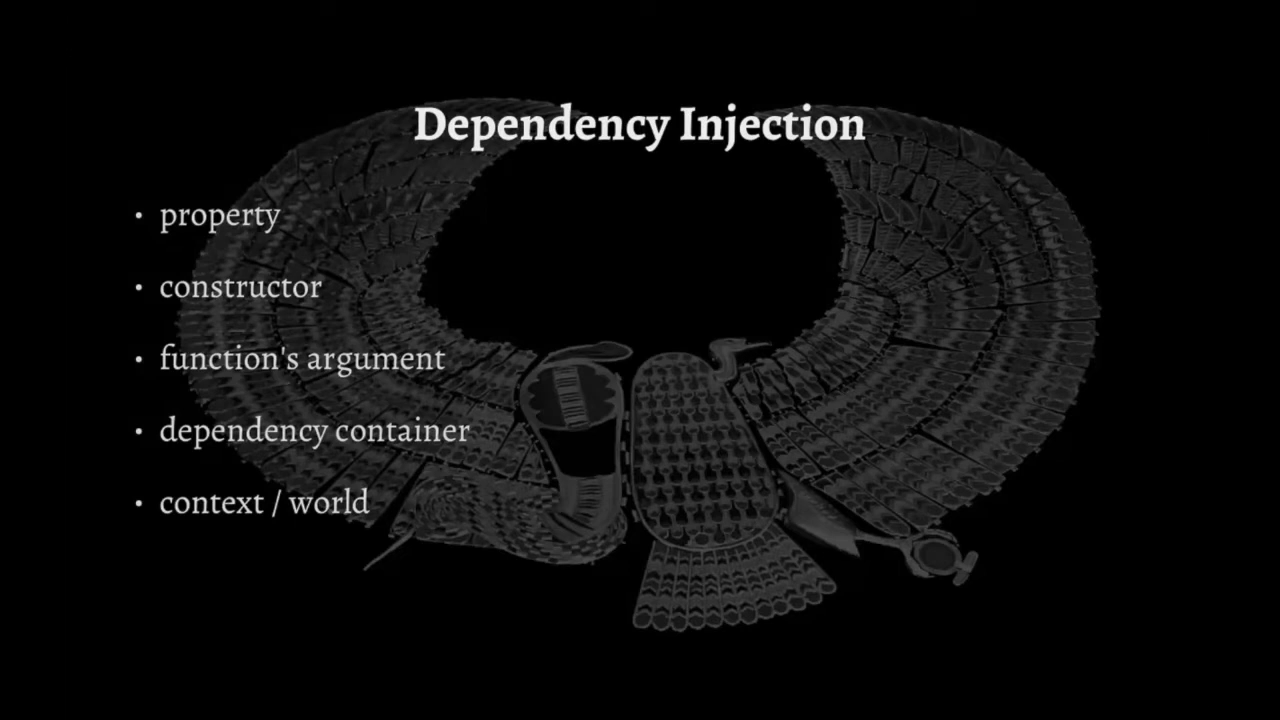 Dependency Injection
• property
• constructor
• function's argument
• dependency container
• context / world